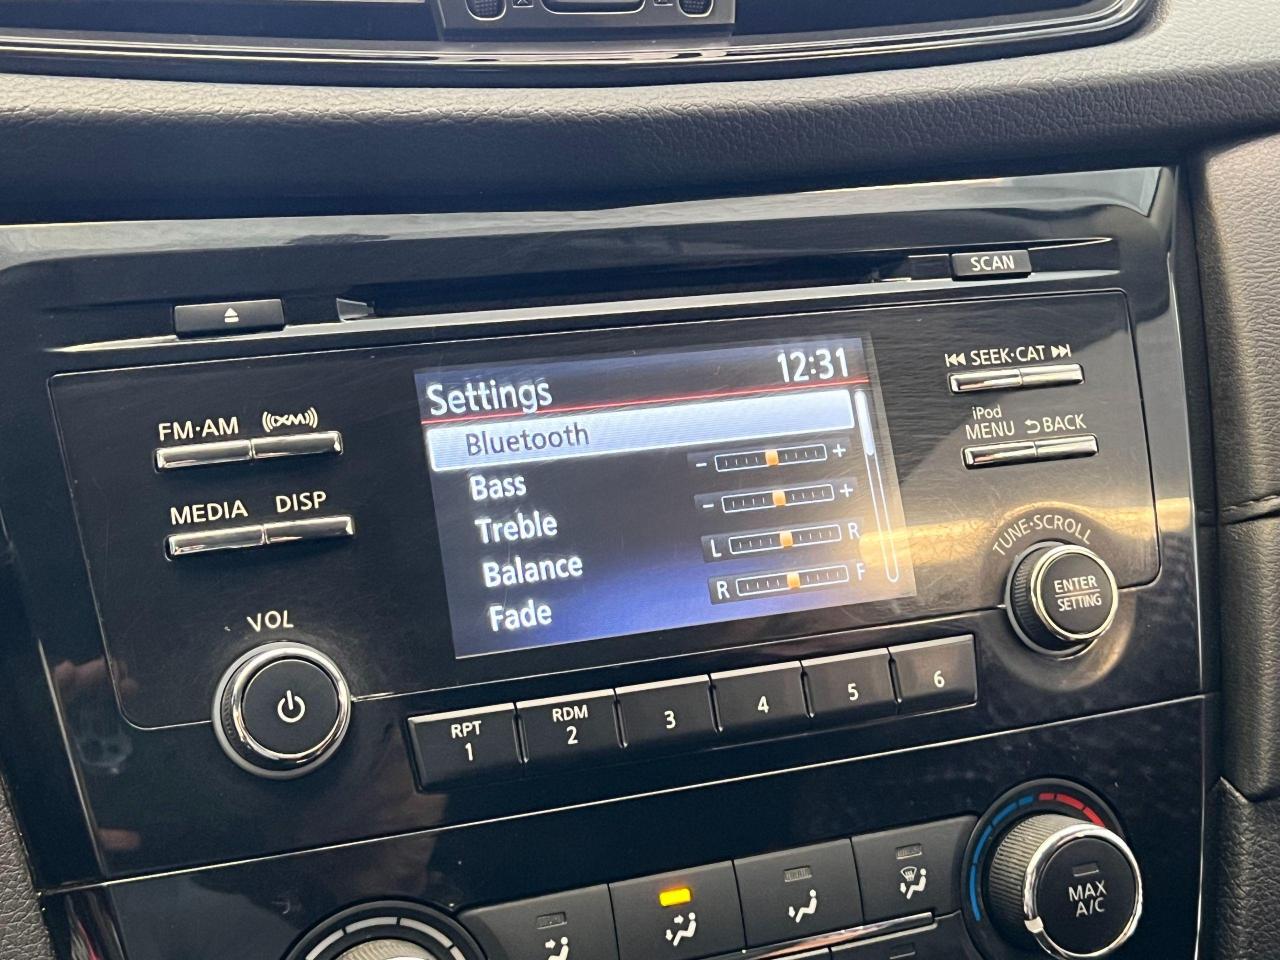 SCAN
12:31
Settings
SEEK·CAT
FM·AM
XM
Bluetooth
- +
iPod
MENU BACK
Bass
- +
MEDIA DISP
Treble
L R
TUNE·SCROLL
Balance
R F
ENTER
SETTING
Fade
VOL
RPT
1
RDM
2
3
4
5
6
MAX
A/C